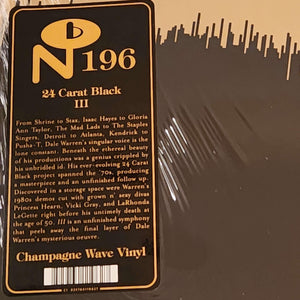 N 196
24 Carat Black
III
From Shrine to Stax, Isaac Hayes to Gloria
Ann Taylor, The Mad Lads to The Staples
Singers, Detroit to Atlanta, Kendrick to
Pusha-T, Dale Warren's singular voice is the
lone constant. Beneath the ethereal beauty
of his productions was a genius crippled by
his unbridled id. His ever-evolving 24 Carat
Black project spanned the '70s, producing
a masterpiece and an unfinished follow up.
Discovered in a storage space were Warren's
1980s demos cut with grown n' sexy divas
Princess Hearn, Vicki Gray, and LaRhonda
LeGette right before his untimely death at
the age of 50. III is an unfinished symphony
that peels away the final layer of Dale
Warren's mysterious oeuvre.
Champagne Wave Vinyl